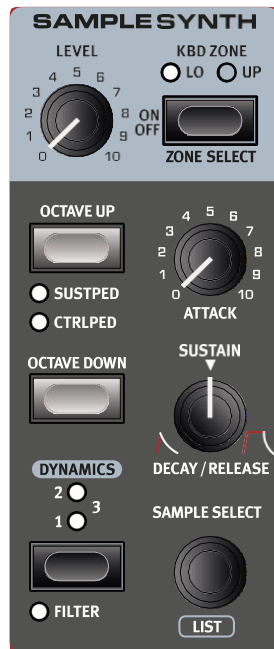 SAMPLE SYNTH
LEVEL
KBD ZONE
LO UP
0 1 2 3 4 5 6 7 8 9 10
ON
OFF
ZONE SELECT
OCTAVE UP
0 1 2 3 4 5 6 7 8 9 10
ATTACK
SUSTPED
CTRLPED
OCTAVE DOWN
SUSTAIN
DECAY / RELEASE
DYNAMICS
2
3
1
SAMPLE SELECT
FILTER
LIST